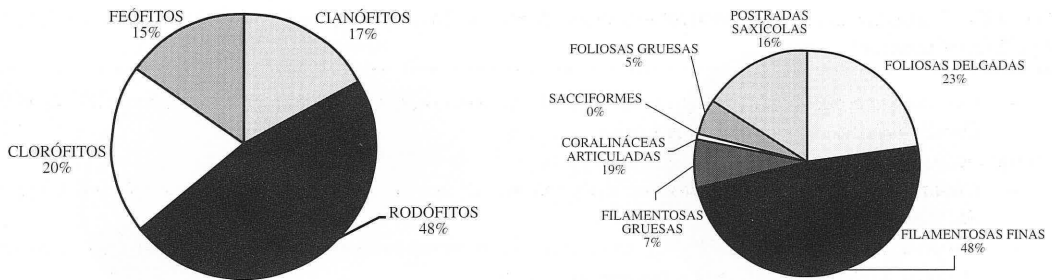 FEÓFITOS
15%
CIANÓFITOS
17%
CLORÓFITOS
20%
RODÓFITOS
48%
POSTRADAS
SAXÍCOLAS
16%
FOLIOSAS GRUESAS
5%
FOLIOSAS DELGADAS
23%
SACCIFORMES
0%
CORALINÁCEAS
ARTICULADAS
19%
FILAMENTOSAS
GRUESAS
7%
FILAMENTOSAS FINAS
48%